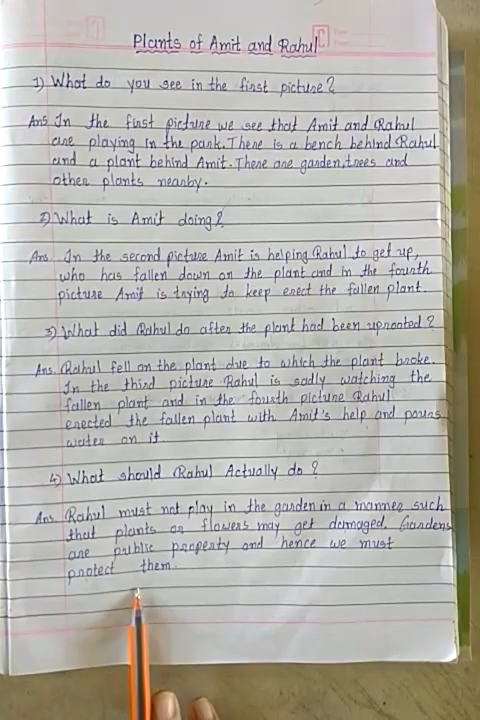 Plants of Amit and Rahul
1) What do you see in the first picture?
Ans. In the first picture we see that Amit and Rahul
are playing in the park. There is a bench behind Rahul
and a plant behind Amit. There are garden, trees and
other plants nearby.
2) What is Amit doing?
Ans. In the second picture Amit is helping Rahul to get up,
who has fallen down on the plant and in the fourth
picture Amit is trying to keep erect the fallen plant.
3) What did Rahul do after the plant had been uprooted?
Ans. Rahul fell on the plant due to which the plant broke.
In the third picture Rahul is sadly watching the
fallen plant and in the fourth picture Rahul
erected the fallen plant with Amit's help and pours
water on it
4) What should Rahul Actually do?
Ans. Rahul must not play in the garden in a manner such
that plants or flowers may get damaged. Gardens
are public property and hence we must
protect them.